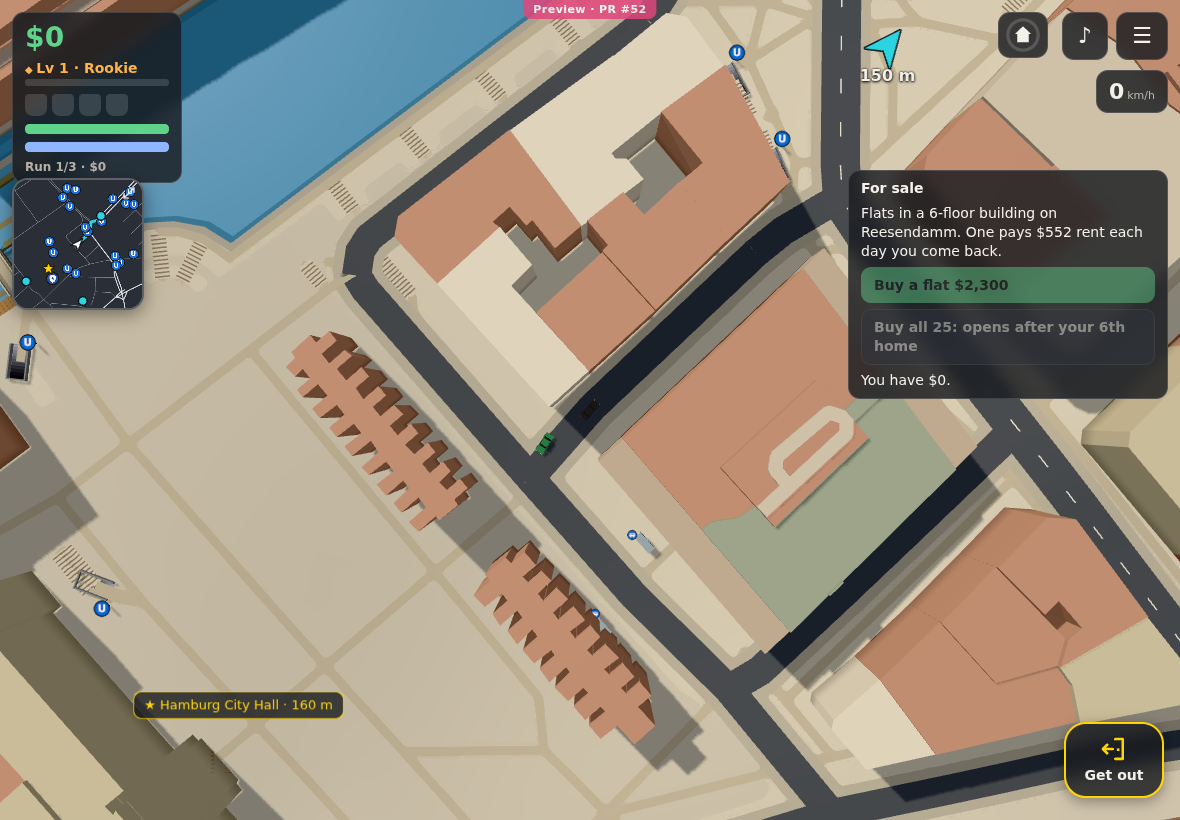 Preview · PR #52
$0
Lv 1 · Rookie
Run 1/3 · $0
150 m
0 km/h
For sale
Flats in a 6-floor building on
Reesendamm. One pays $552 rent each
day you come back.
Buy a flat $2,300
Buy all 25: opens after your 6th
home
You have $0.
U
U
U
U
★ Hamburg City Hall · 160 m
Get out